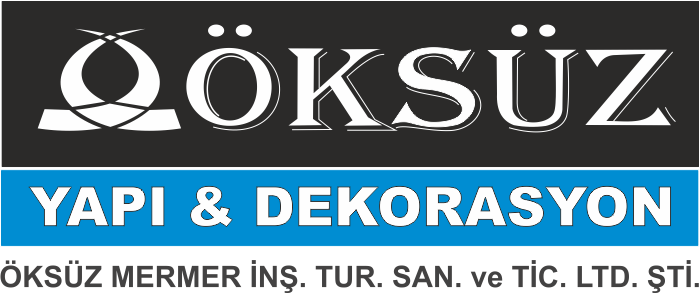 ÖKSÜZ
YAPI & DEKORASYON
ÖKSÜZ MERMER İNŞ. TUR. SAN. ve TİC. LTD. ŞTİ.